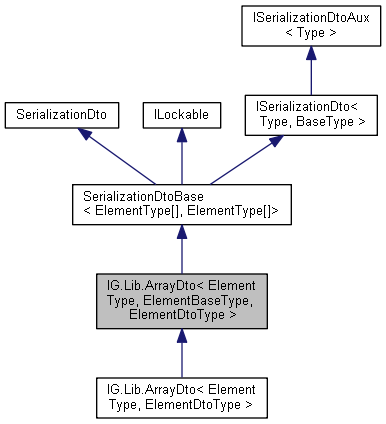 ISerializationDtoAux
< Type >
SerializationDto
ILockable
ISerializationDto<
Type, BaseType >
SerializationDtoBase
< ElementType[], ElementType[]>
IG.Lib.ArrayDto< Element
Type, ElementBaseType,
ElementDtoType >
IG.Lib.ArrayDto< Element
Type, ElementDtoType >